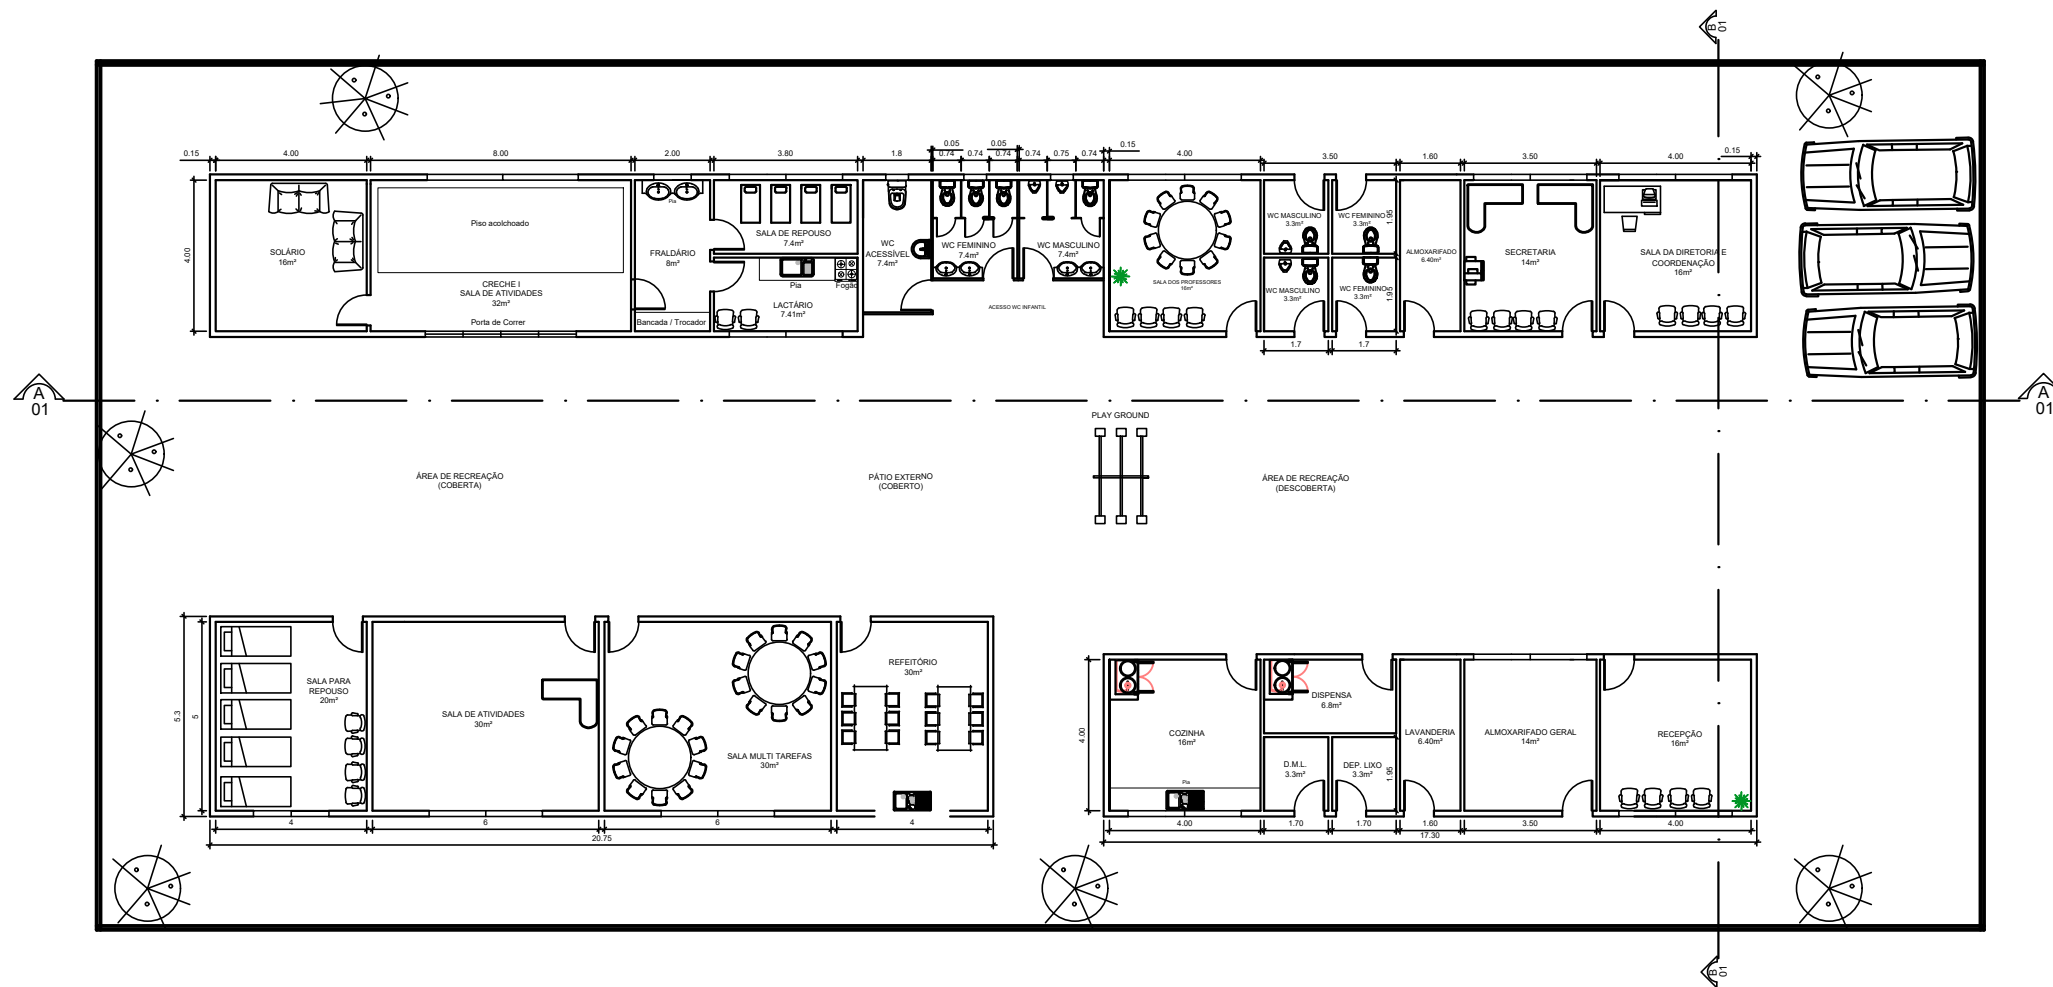 B
01
0.15
4.00
8.00
2.00
3.80
1.8
0.05
0.74
0.74
0.74
0.05
0.74
0.75
0.74
0.15
4.00
3.50
1.60
3.50
4.00
0.15
4.00
SOLÁRIO
16m²
Piso acolchoado
CRECHE I
SALA DE ATIVIDADES
32m²
Porta de Correr
Pia
FRALDÁRIO
8m²
Bancada / Trocador
SALA DE REPOUSO
7.4m²
Pia
Fogão
LACTÁRIO
7.41m²
WC
ACESSÍVEL
7.4m²
WC FEMININO
7.4m²
WC MASCULINO
7.4m²
ACESSO WC INFANTIL
SALA DOS PROFESSORES
16m²
WC MASCULINO
3.3m²
WC FEMININO
3.3m²
1.95
WC MASCULINO
3.3m²
WC FEMININO
3.3m²
1.95
1.7
1.7
ALMOXARIFADO
6.40m²
SECRETARIA
14m²
SALA DA DIRETORIA E
COORDENAÇÃO
16m²
A
01
A
01
PLAY GROUND
ÁREA DE RECREAÇÃO
(COBERTA)
PÁTIO EXTERNO
(COBERTO)
ÁREA DE RECREAÇÃO
(DESCOBERTA)
5.3
5
SALA PARA
REPOUSO
20m²
SALA DE ATIVIDADES
30m²
SALA MULTI TAREFAS
30m²
REFEITÓRIO
30m²
4
6
6
4
20.75
4.00
COZINHA
16m²
Pia
DISPENSA
6.8m²
D.M.L.
3.3m²
DEP. LIXO
3.3m²
1.95
LAVANDERIA
6.40m²
ALMOXARIFADO GERAL
14m²
RECEPÇÃO
16m²
4.00
1.70
1.70
1.60
3.50
4.00
17.30
B
01